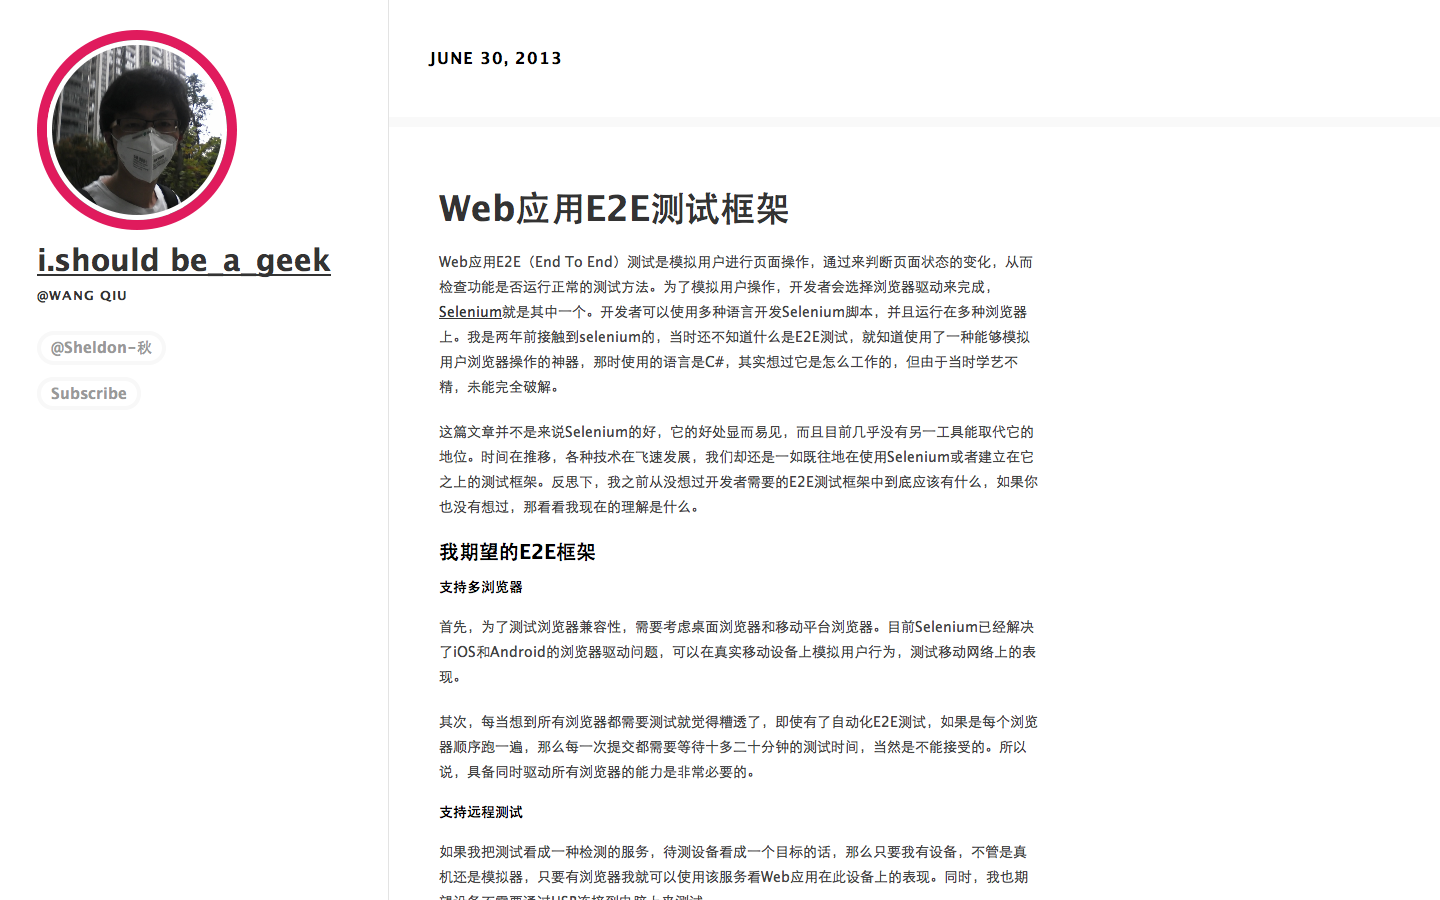 i.should be_a_geek
@WANG QIU
@Sheldon-秋
Subscribe
JUNE 30, 2013
Web应用E2E测试框架
Web应用E2E（End To End）测试是模拟用户进行页面操作，通过来判断页面状态的变化，从而
检查功能是否运行正常的测试方法。为了模拟用户操作，开发者会选择浏览器驱动来完成，
Selenium就是其中一个。开发者可以使用多种语言开发Selenium脚本，并且运行在多种浏览器
上。我是两年前接触到selenium的，当时还不知道什么是E2E测试，就知道使用了一种能够模拟
用户浏览器操作的神器，那时使用的语言是C#，其实想过它是怎么工作的，但由于当时学艺不
精，未能完全破解。
这篇文章并不是来说Selenium的好，它的好处显而易见，而且目前几乎没有另一工具能取代它的
地位。时间在推移，各种技术在飞速发展，我们却还是一如既往地在使用Selenium或者建立在它
之上的测试框架。反思下，我之前从没想过开发者需要的E2E测试框架中到底应该有什么，如果你
也没有想过，那看看我现在的理解是什么。
我期望的E2E框架
支持多浏览器
首先，为了测试浏览器兼容性，需要考虑桌面浏览器和移动平台浏览器。目前Selenium已经解决
了iOS和Android的浏览器驱动问题，可以在真实移动设备上模拟用户行为，测试移动网络上的表
现。
其次，每当想到所有浏览器都需要测试就觉得糟透了，即使有了自动化E2E测试，如果是每个浏览
器顺序跑一遍，那么每一次提交都需要等待十多二十分钟的测试时间，当然是不能接受的。所以
说，具备同时驱动所有浏览器的能力是非常必要的。
支持远程测试
如果我把测试看成一种检测的服务，待测设备看成一个目标的话，那么只要我有设备，不管是真
机还是模拟器，只要有浏览器我就可以使用该服务看Web应用在此设备上的表现。同时，我也期
望设备不需要通过USB连接到电脑上来测试